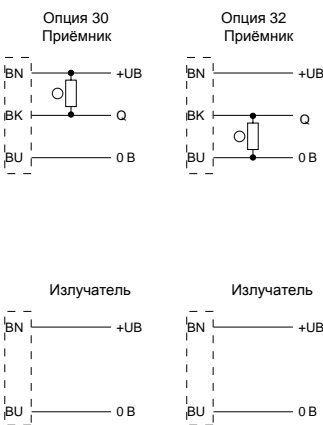 Опция 30
Приёмник
BN
+UB
BK
Q
BU
0 В
Опция 32
Приёмник
BN
+UB
BK
Q
BU
0 В
Излучатель
BN
+UB
BU
0 В
Излучатель
BN
+UB
BU
0 В